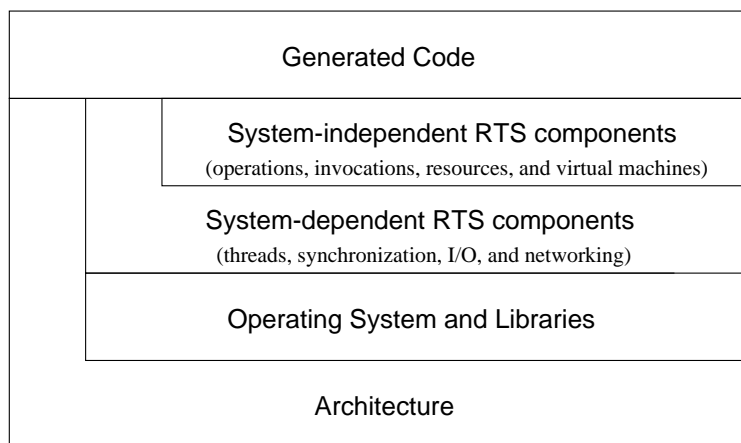 Generated Code
System-independent RTS components
(operations, invocations, resources, and virtual machines)
System-dependent RTS components
(threads, synchronization, I/O, and networking)
Operating System and Libraries
Architecture